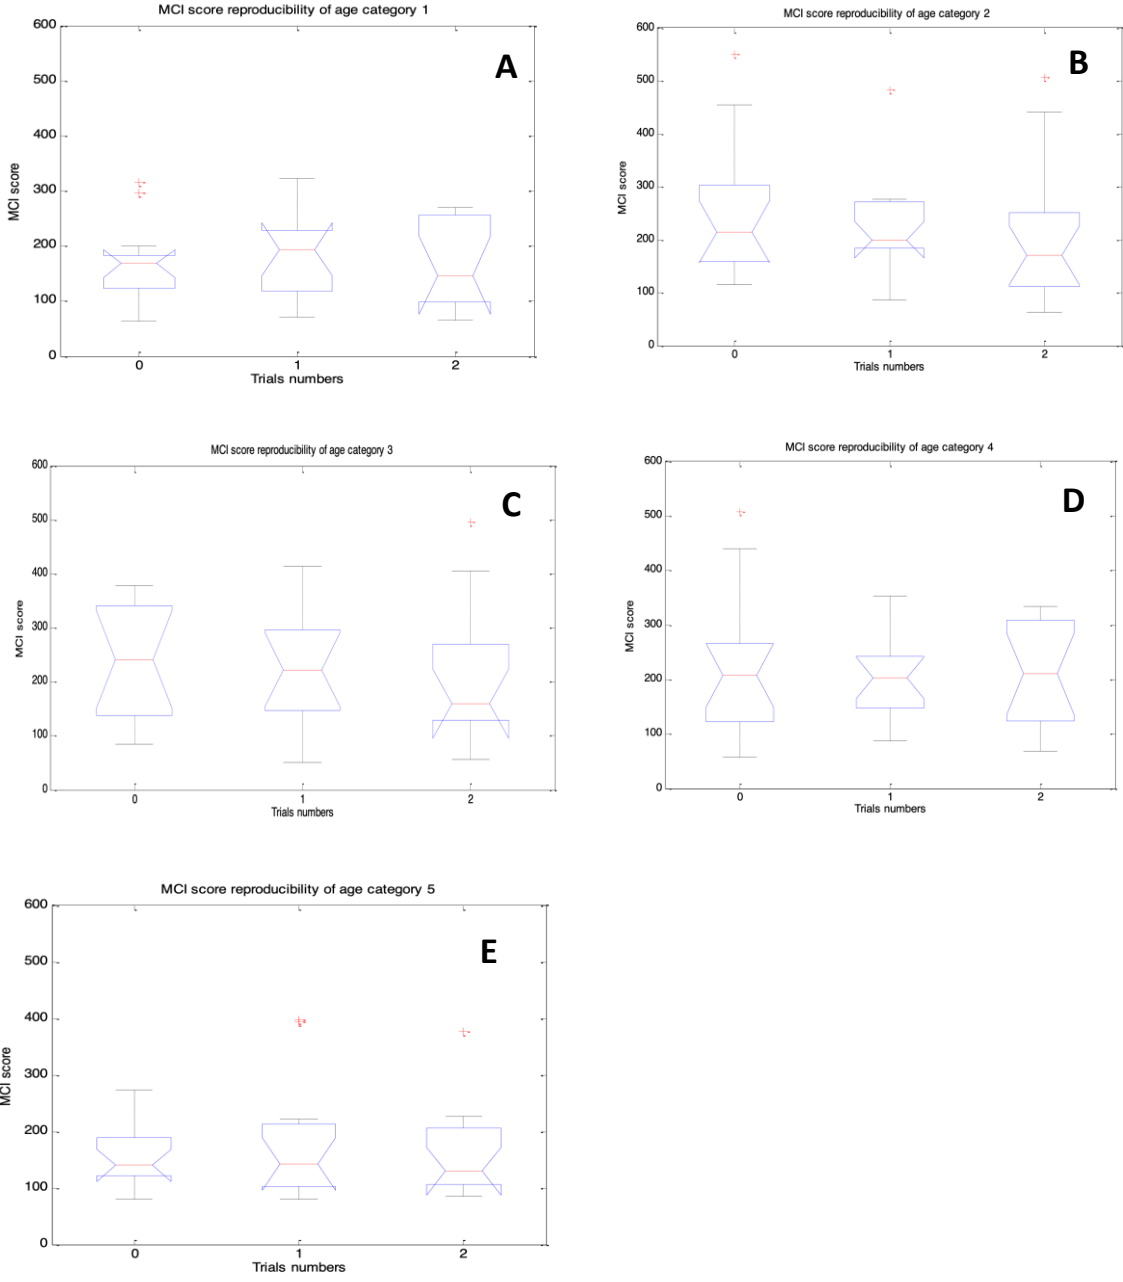 MCI score reproducibility of age category 1
600
500
400
300
200
100
0
MCI score
A
0 1 2
Trials numbers
MCI score reproducibility of age category 2
600
500
400
300
200
100
0
MCI score
B
0 1 2
Trials numbers
MCI score reproducibility of age category 3
600
500
400
300
200
100
0
MCI score
C
0 1 2
Trials numbers
MCI score reproducibility of age category 4
600
500
400
300
200
100
0
MCI score
D
0 1 2
Trials numbers
MCI score reproducibility of age category 5
600
500
400
300
200
100
0
MCI score
E
0 1 2
Trials numbers